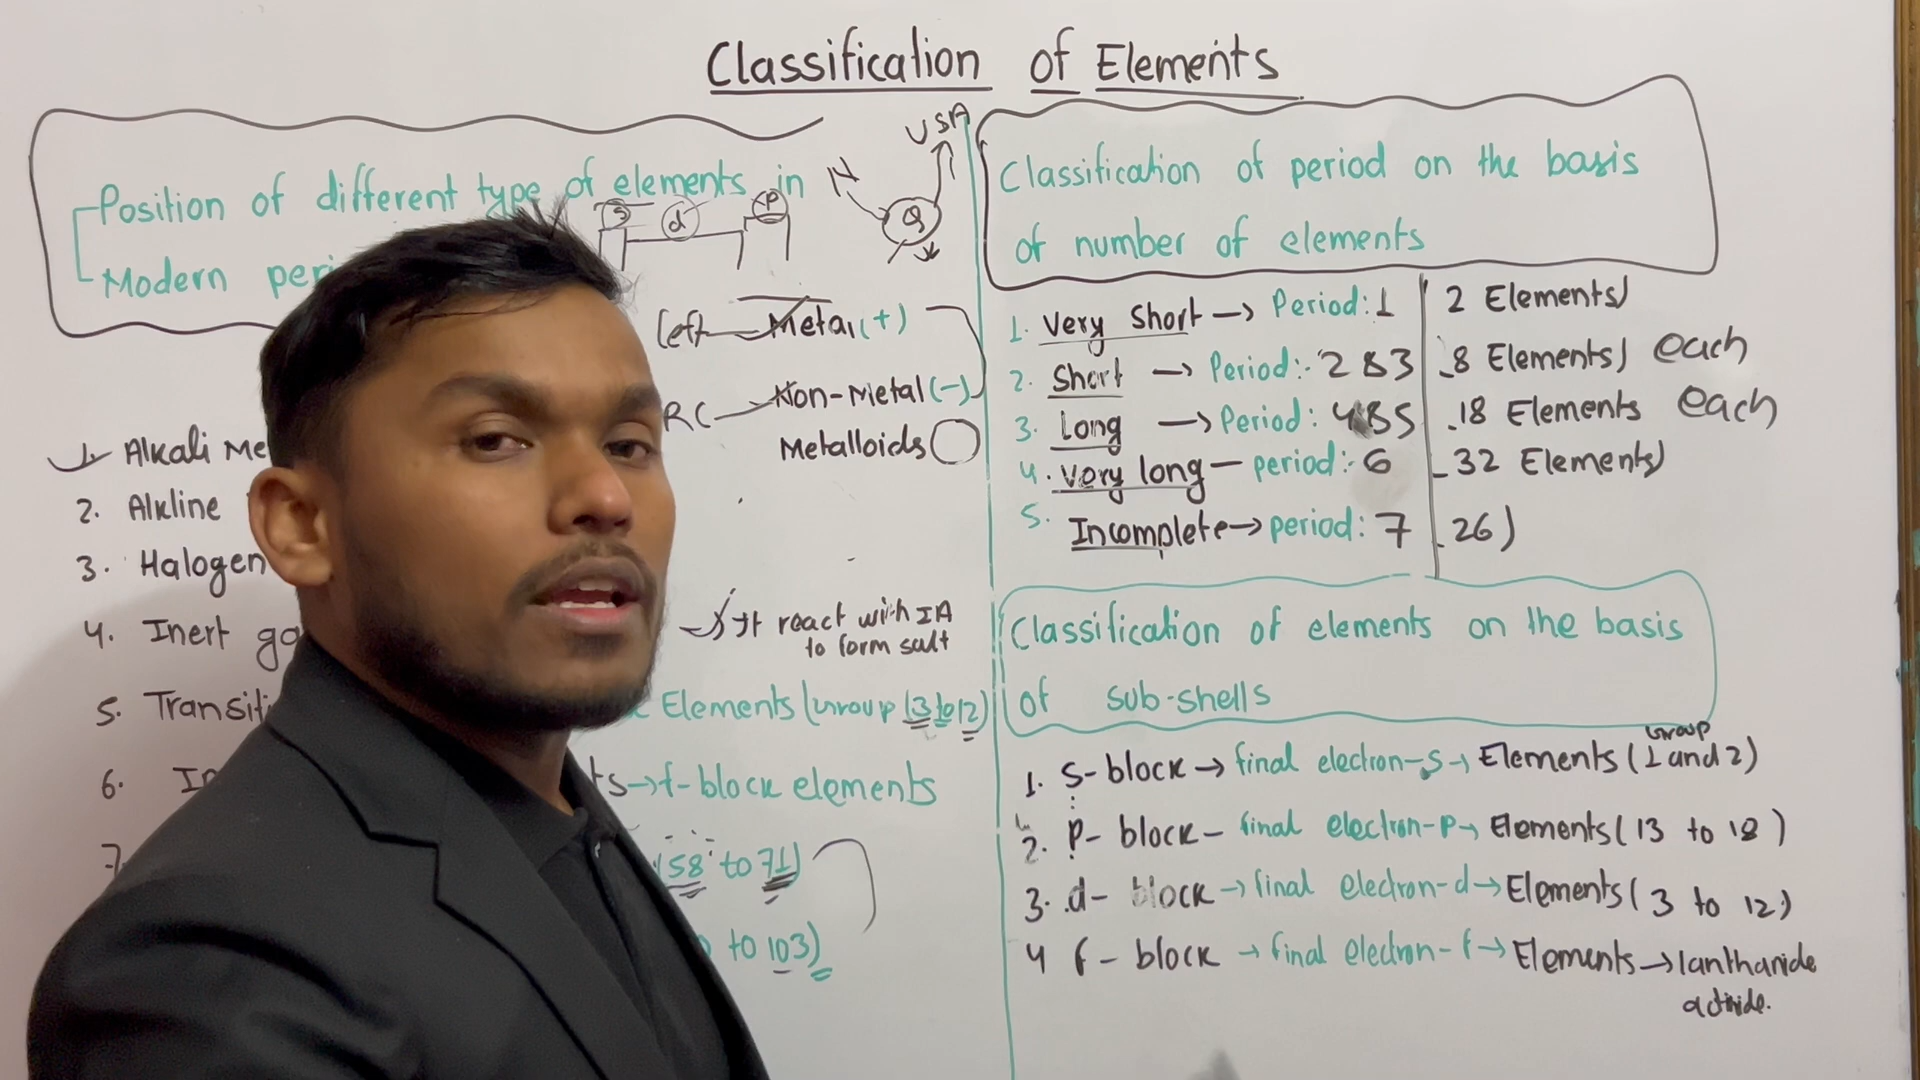 Classification of Elements
Position of different type of elements in
Modern peri
USA
N
S
d
P
Left Metal (+)
Non-Metal (-)
Metalloids
1. Alkali Me
2. Alkline
3. Halogen
4. Inert ga
It react with IA
to form salt
5. Transiti Elements (Group 3 to 12)
6. In ts→f-block elements
7.
(58 to 71)
to 103)
Classification of period on the basis
of number of elements
1. Very Short → Period: 1 2 Elements)
2. Short → Period:- 2 & 3 8 Elements) each
3. Long → Period: 4 & 5 18 Elements each
4. Very long — period:- 6 32 Elements)
5. Incomplete → period: 7 26)
Classification of elements on the basis
of sub-shells
Group
1. S-block → final electron-s → Elements (1 and 2)
2. P- block - final electron-p → Elements (13 to 18)
3. d- block → final electron-d → Elements (3 to 12)
4 f- block → final electron-f → Elements → lanthanide
actinide.